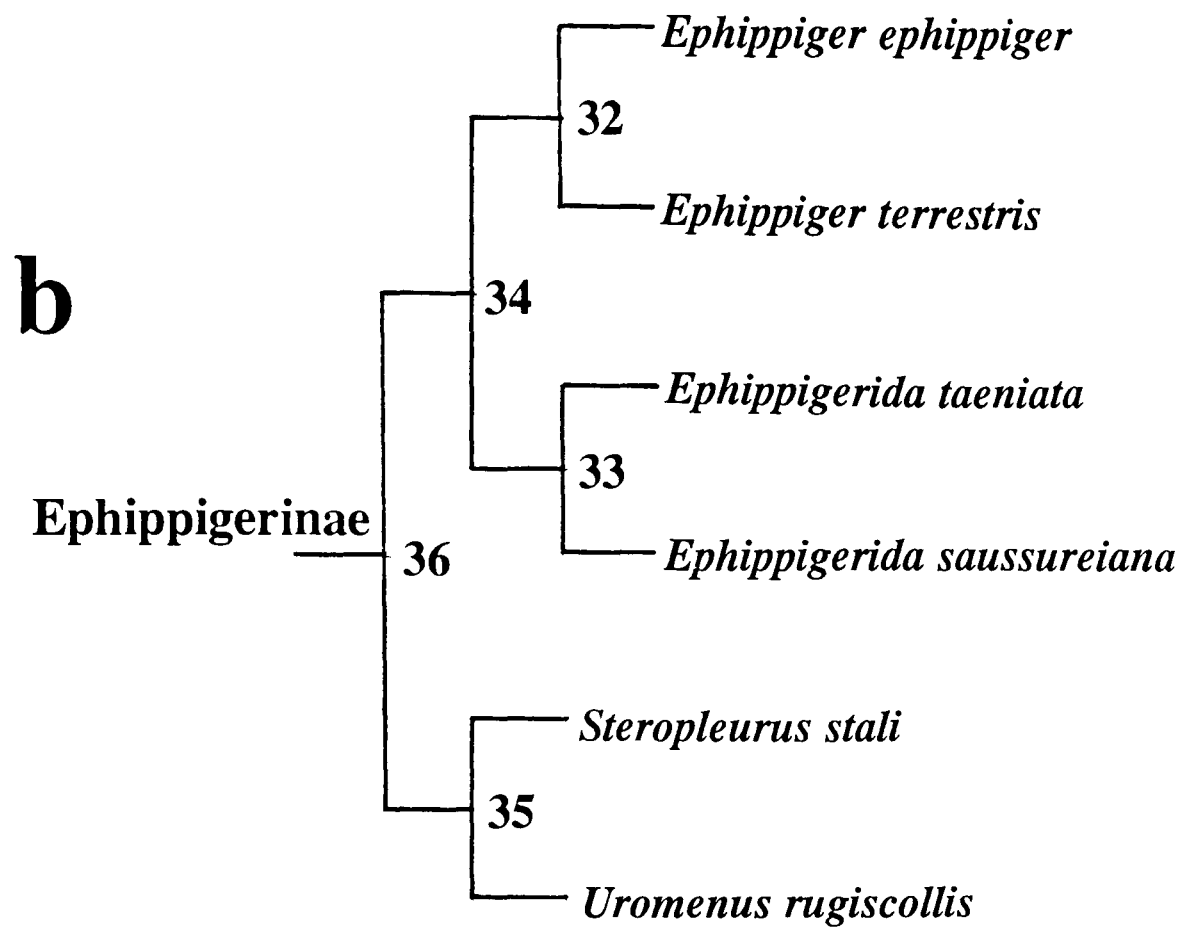 Ephippiger ephippiger
32
Ephippiger terrestris
b
34
Ephippigerida taeniata
33
Ephippigerinae
36
Ephippigerida saussureiana
Steropleurus stali
35
Uromenus rugiscollis